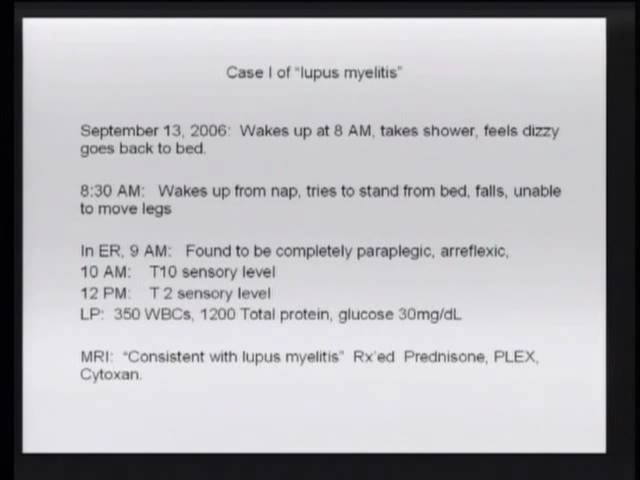 Case I of "lupus myelitis"
September 13, 2006: Wakes up at 8 AM, takes shower, feels dizzy
goes back to bed.
8:30 AM: Wakes up from nap, tries to stand from bed, falls, unable
to move legs
In ER, 9 AM: Found to be completely paraplegic, arreflexic,
10 AM: T10 sensory level
12 PM: T 2 sensory level
LP: 350 WBCs, 1200 Total protein, glucose 30mg/dL
MRI: "Consistent with lupus myelitis" Rx'ed Prednisone, PLEX,
Cytoxan.